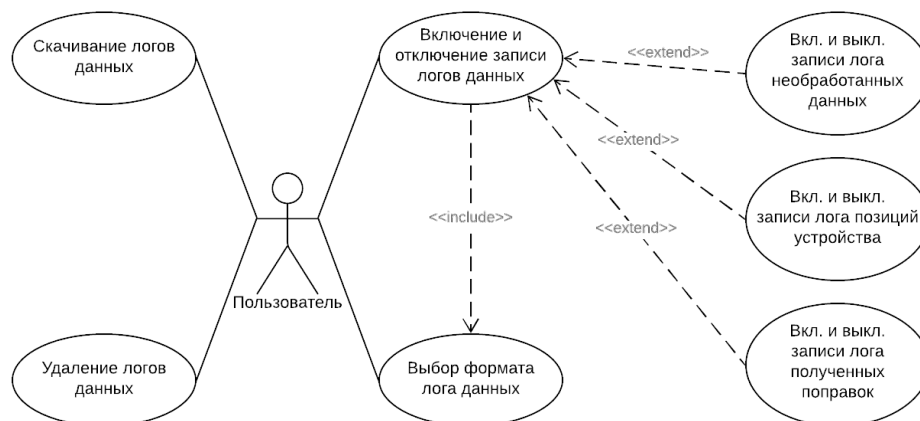 Скачивание логов
данных
Включение и
отключение записи
логов данных
<<extend>>
Вкл. и выкл.
записи лога
необработанных
данных
<<extend>>
Вкл. и выкл.
записи лога позиций
устройства
<<include>>
<<extend>>
Пользователь
Удаление логов
данных
Выбор формата
лога данных
Вкл. и выкл.
записи лога
полученных
поправок